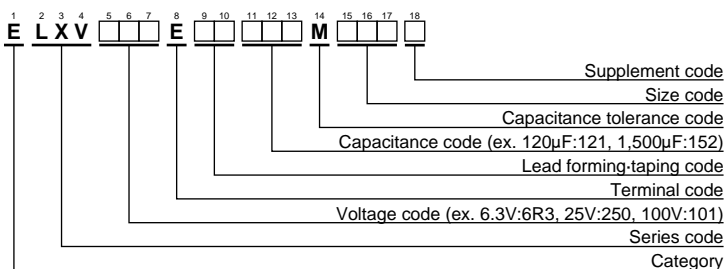 1 2 3 4 5 6 7 8 9 10 11 12 13 14 15 16 17 18
E L X V □□□ E □□ □□□ M □□□ □
Supplement code
Size code
Capacitance tolerance code
Capacitance code (ex. 120µF:121, 1,500µF:152)
Lead forming·taping code
Terminal code
Voltage code (ex. 6.3V:6R3, 25V:250, 100V:101)
Series code
Category